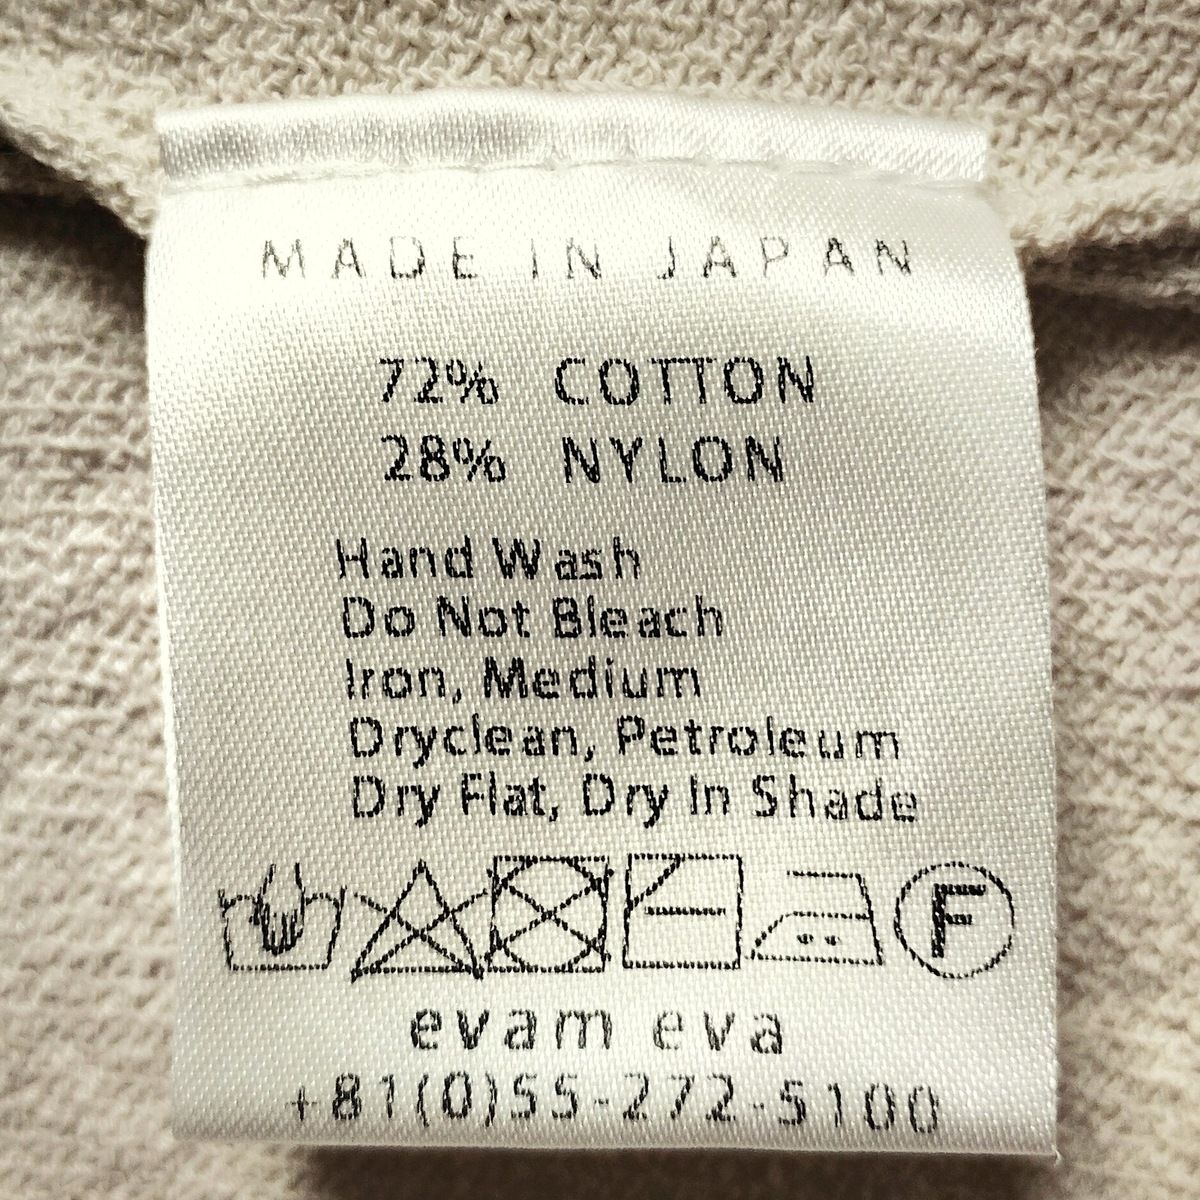 MADE IN JAPAN
72% COTTON
28% NYLON
Hand Wash
Do Not Bleach
Iron, Medium
Dryclean, Petroleum
Dry Flat, Dry In Shade
F
evam eva
+81(0)55-272-5100